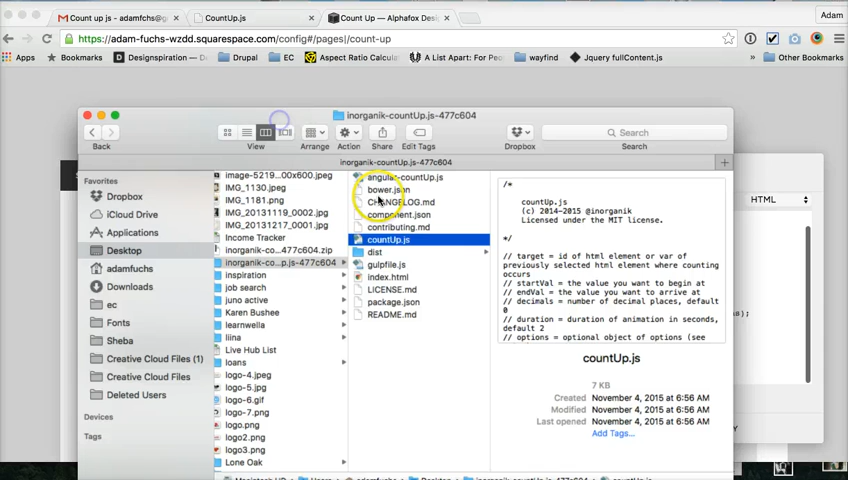 Count up js - adamfchs@
CountUp.js
Count Up — Alphafox Des
Adam
https://adam-fuchs-wzdd.squarespace.com/config#/pages|/count-up
Apps
Bookmarks
Designspiration —
Drupal
EC
Aspect Ratio Calcula
A List Apart: For Pe
wayfind
Jquery fullContent.js
Other Bookmarks
inorganik-countUp.js-477c604
Back
View
Arrange
Action
Share
Edit Tags
Dropbox
Search
inorganik-countUp.js-477c604
Favorites
Dropbox
iCloud Drive
Applications
Desktop
adamfuchs
Downloads
ec
Fonts
Sheba
Creative Cloud Files (1)
Creative Cloud Files
Deleted Users
Devices
Tags
image-5210...00x600.jpeg
IMG_1130.jpeg
IMG_1181.png
IMG_20131119_0002.jpg
IMG_20131217_0001.jpg
Income Tracker
inorganik-co....477c604.zip
inorganik-co...p.js-477c604
inspiration
job search
juno active
Karen Bushee
learnwella
liina
Live Hub List
loans
logo-4.jpeg
logo-5.jpg
logo-6.gif
logo-7.png
logo.png
logo2.png
logo3.png
Lone Oak
angular-countUp.js
bower.json
CHANGELOG.md
component.json
contributing.md
countUp.js
dist
gulpfile.js
index.html
LICENSE.md
package.json
README.md
/*
countUp.js
(c) 2014-2015 @inorganik
Licensed under the MIT license.
*/
// target = id of html element or var of
previously selected html element where counting
occurs
// startVal = the value you want to begin at
// endVal = the value you want to arrive at
// decimals = number of decimal places, default
0
// duration = duration of animation in seconds,
default 2
// options = optional object of options (see
countUp.js
7 KB
Created November 4, 2015 at 6:56 AM
Modified November 4, 2015 at 6:56 AM
Last opened November 4, 2015 at 6:56 AM
Add Tags...
HTML
s);
Y